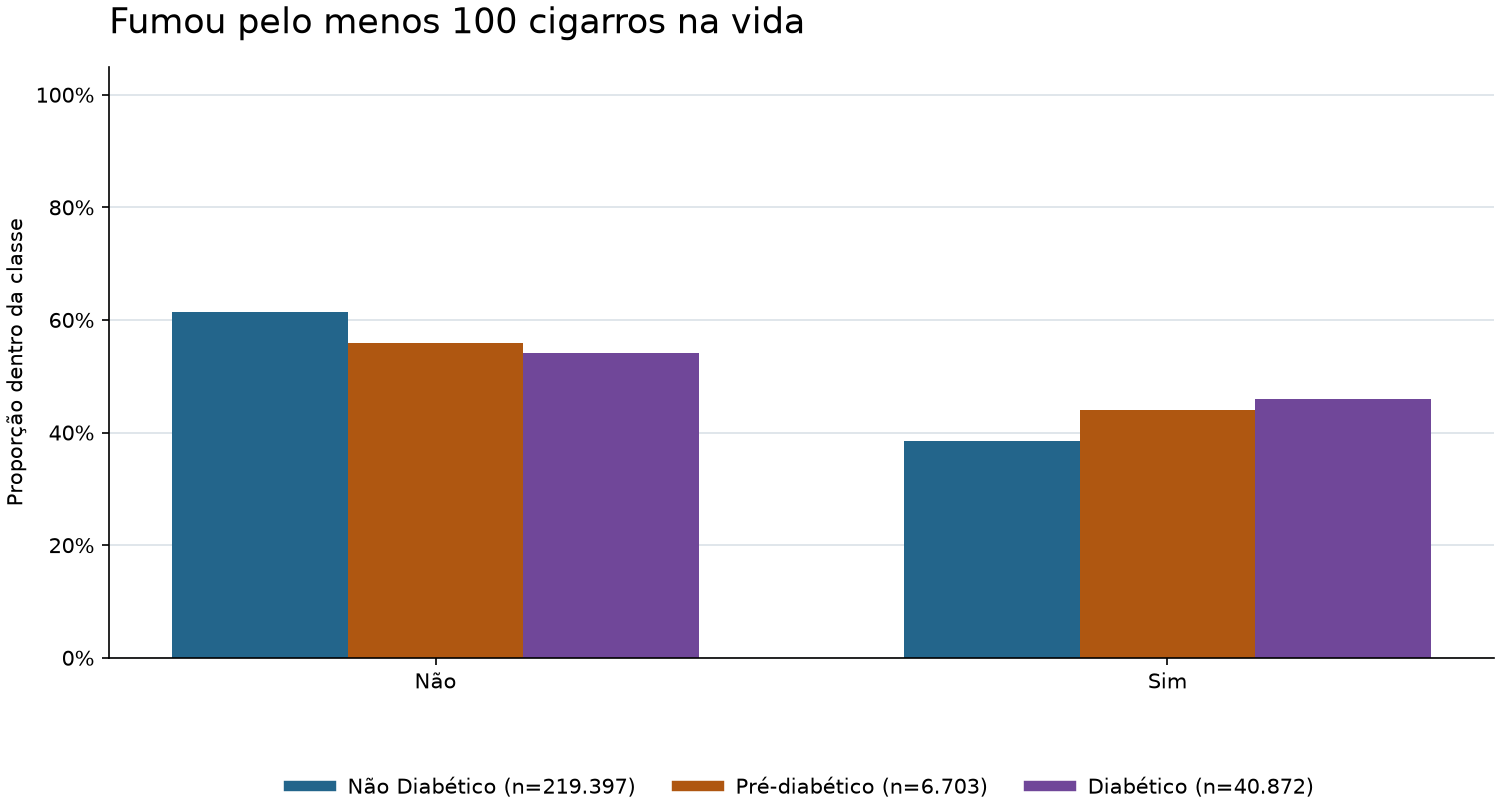 Fumou pelo menos 100 cigarros na vida
Proporção dentro da classe
100%
80%
60%
40%
20%
0%
Não
Sim
Não Diabético (n=219.397)
Pré-diabético (n=6.703)
Diabético (n=40.872)